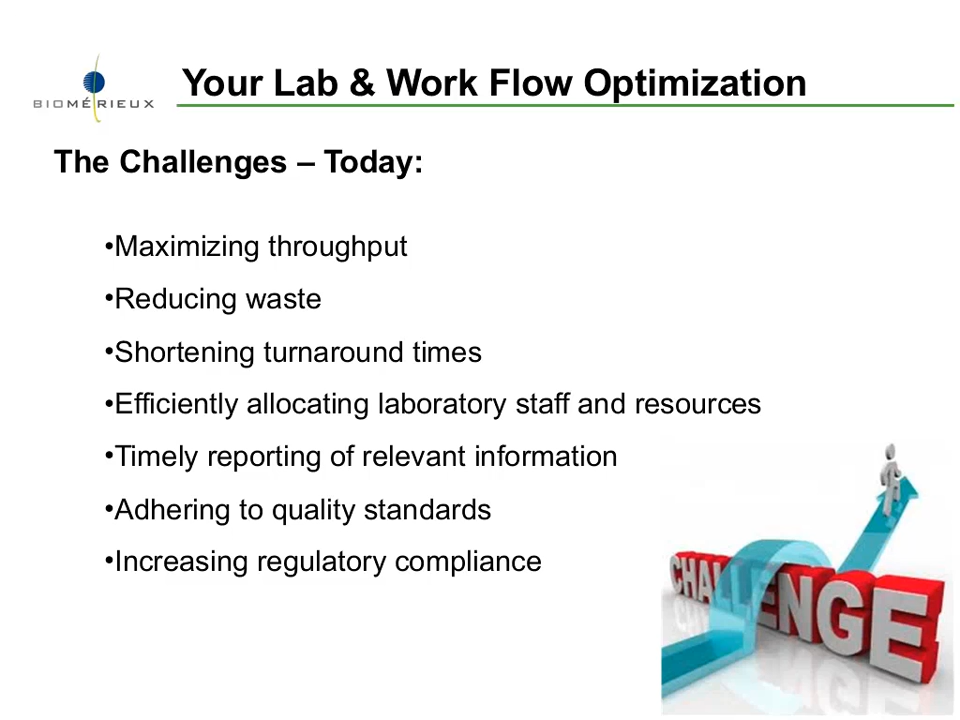 Your Lab & Work Flow Optimization
BIOMÉRIEUX
The Challenges – Today:
•Maximizing throughput
•Reducing waste
•Shortening turnaround times
•Efficiently allocating laboratory staff and resources
•Timely reporting of relevant information
•Adhering to quality standards
•Increasing regulatory compliance
CHALLENGE